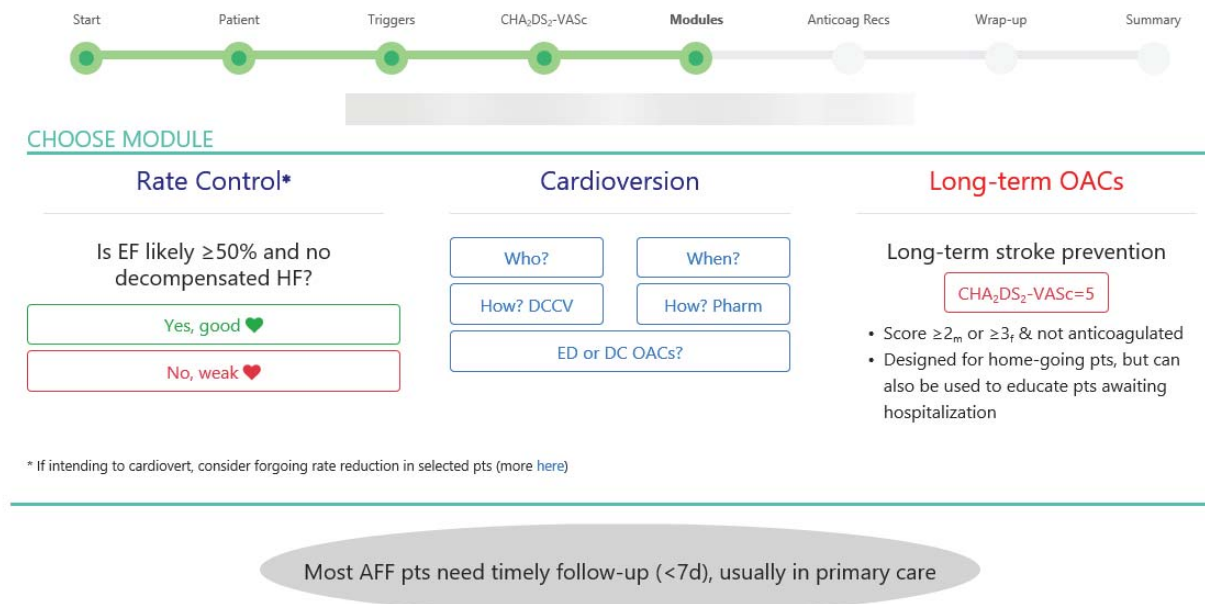 Start Patient Triggers CHA₂DS₂-VASc Modules Anticoag Recs Wrap-up Summary
CHOOSE MODULE
Rate Control*
Is EF likely ≥50% and no
decompensated HF?
Yes, good ♥
No, weak ♥
Cardioversion
Who? When?
How? DCCV How? Pharm
ED or DC OACs?
Long-term OACs
Long-term stroke prevention
CHA₂DS₂-VASc=5
• Score ≥2ₘ or ≥3f & not anticoagulated
• Designed for home-going pts, but can
also be used to educate pts awaiting
hospitalization
* If intending to cardiovert, consider forgoing rate reduction in selected pts (more here)
Most AFF pts need timely follow-up (<7d), usually in primary care